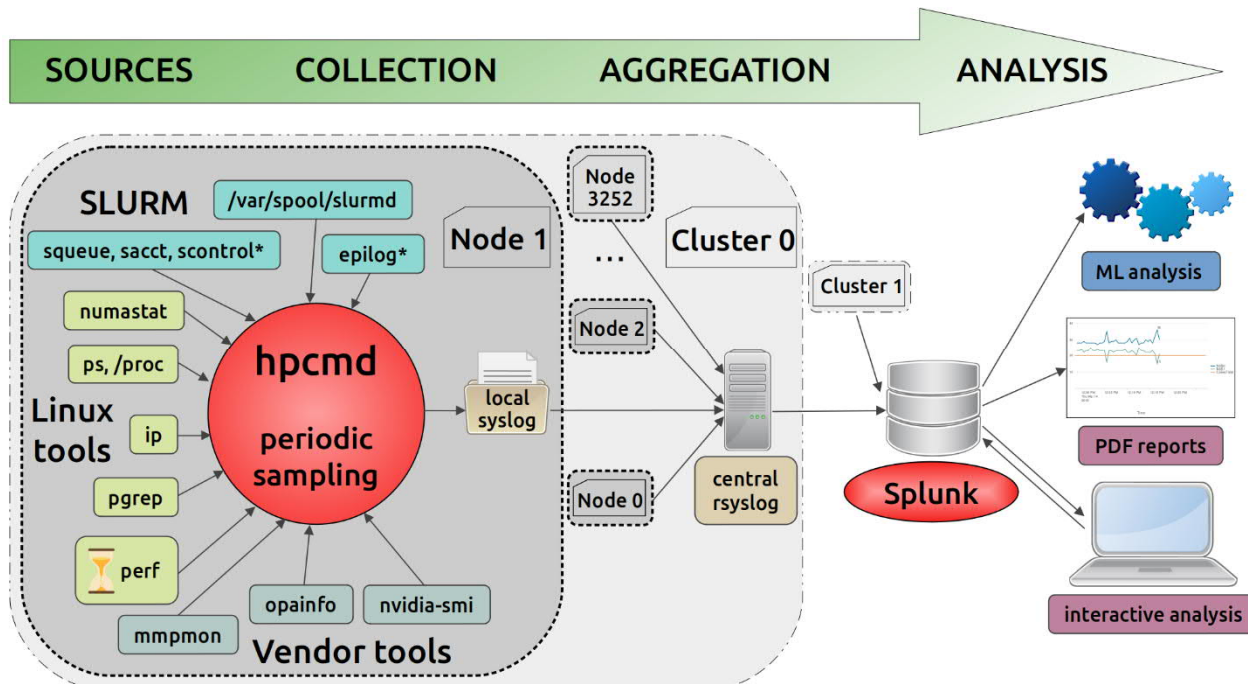 SOURCES
COLLECTION
AGGREGATION
ANALYSIS
SLURM
/var/spool/slurmd
squeue, sacct, scontrol*
epilog*
Node 1
numastat
ps, /proc
Linux
tools
ip
pgrep
perf
mmpmon
opainfo
nvidia-smi
Vendor tools
hpcmd
periodic
sampling
local
syslog
Node
3252
...
Node 2
Node 0
Cluster 0
central
rsyslog
Cluster 1
Splunk
ML analysis
PDF reports
interactive analysis